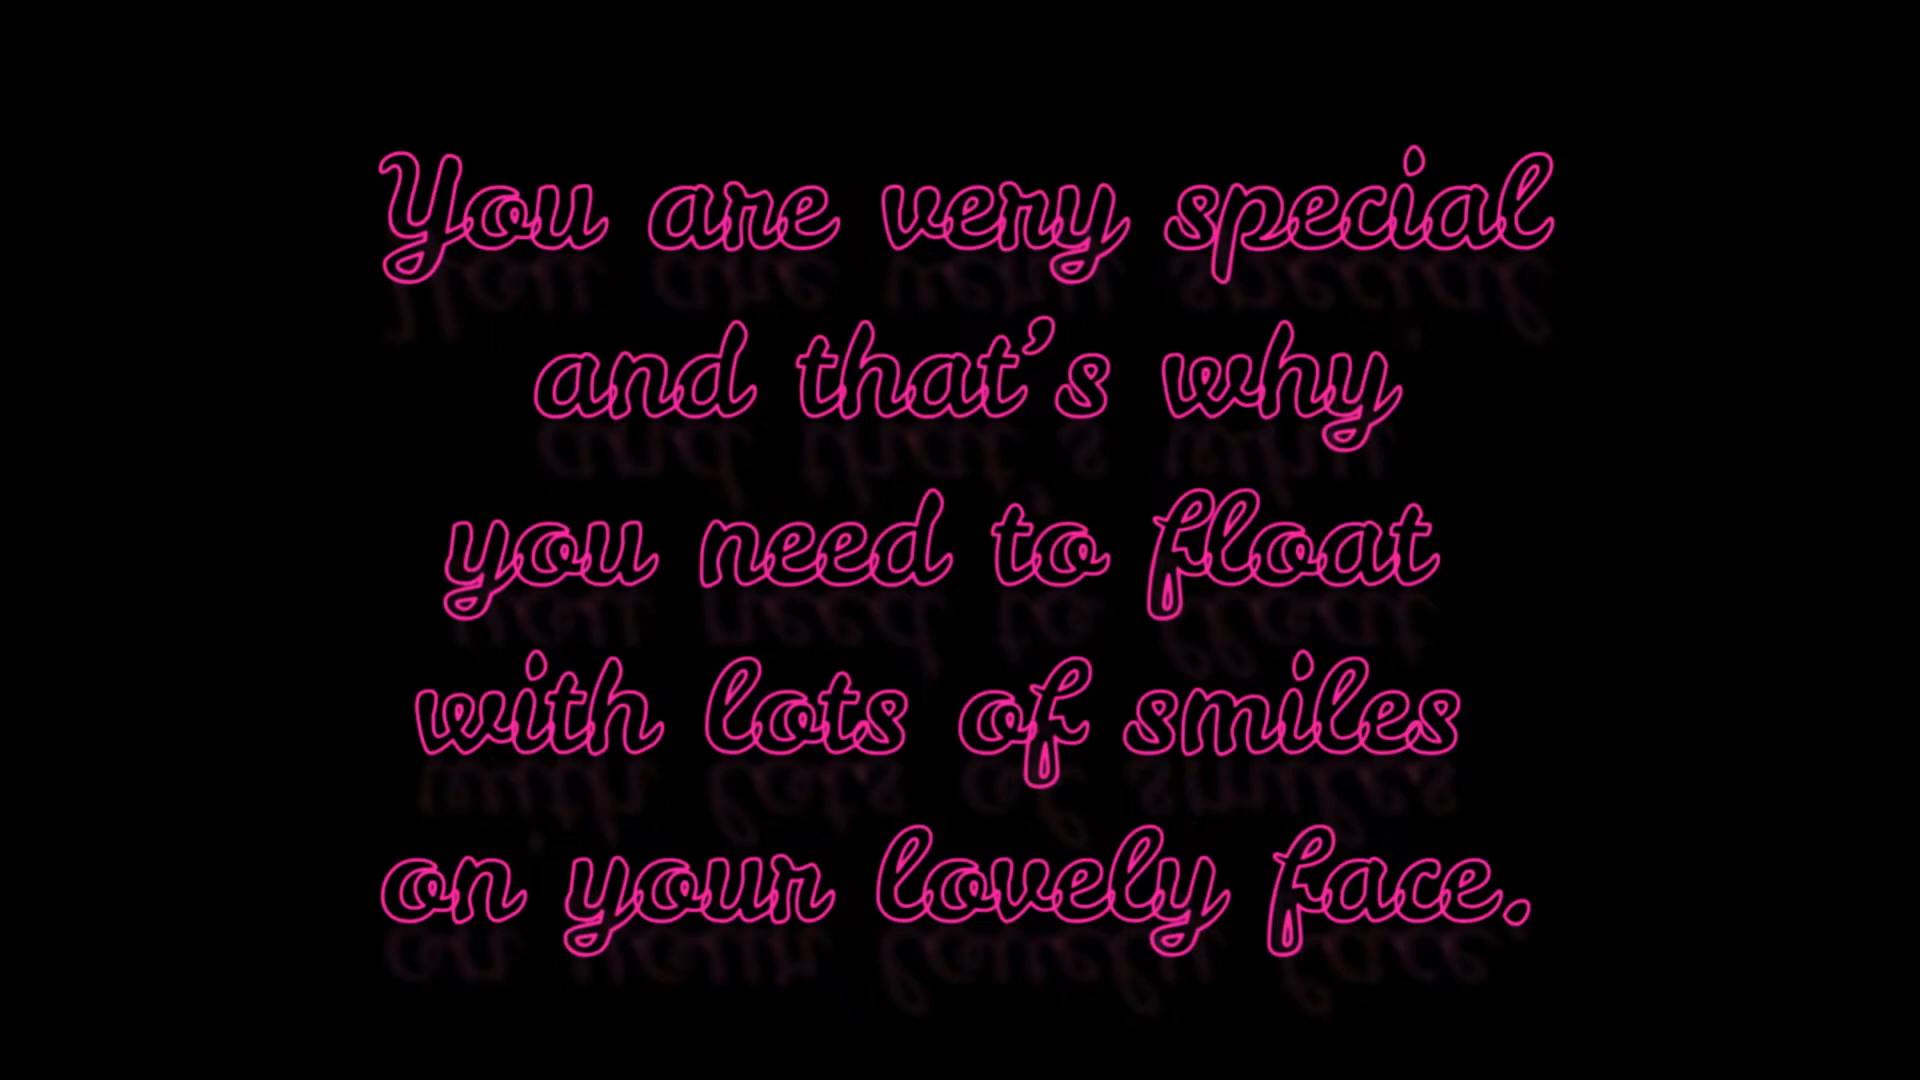 You are very special
and that’s why
you need to float
with lots of smiles
on your lovely face.